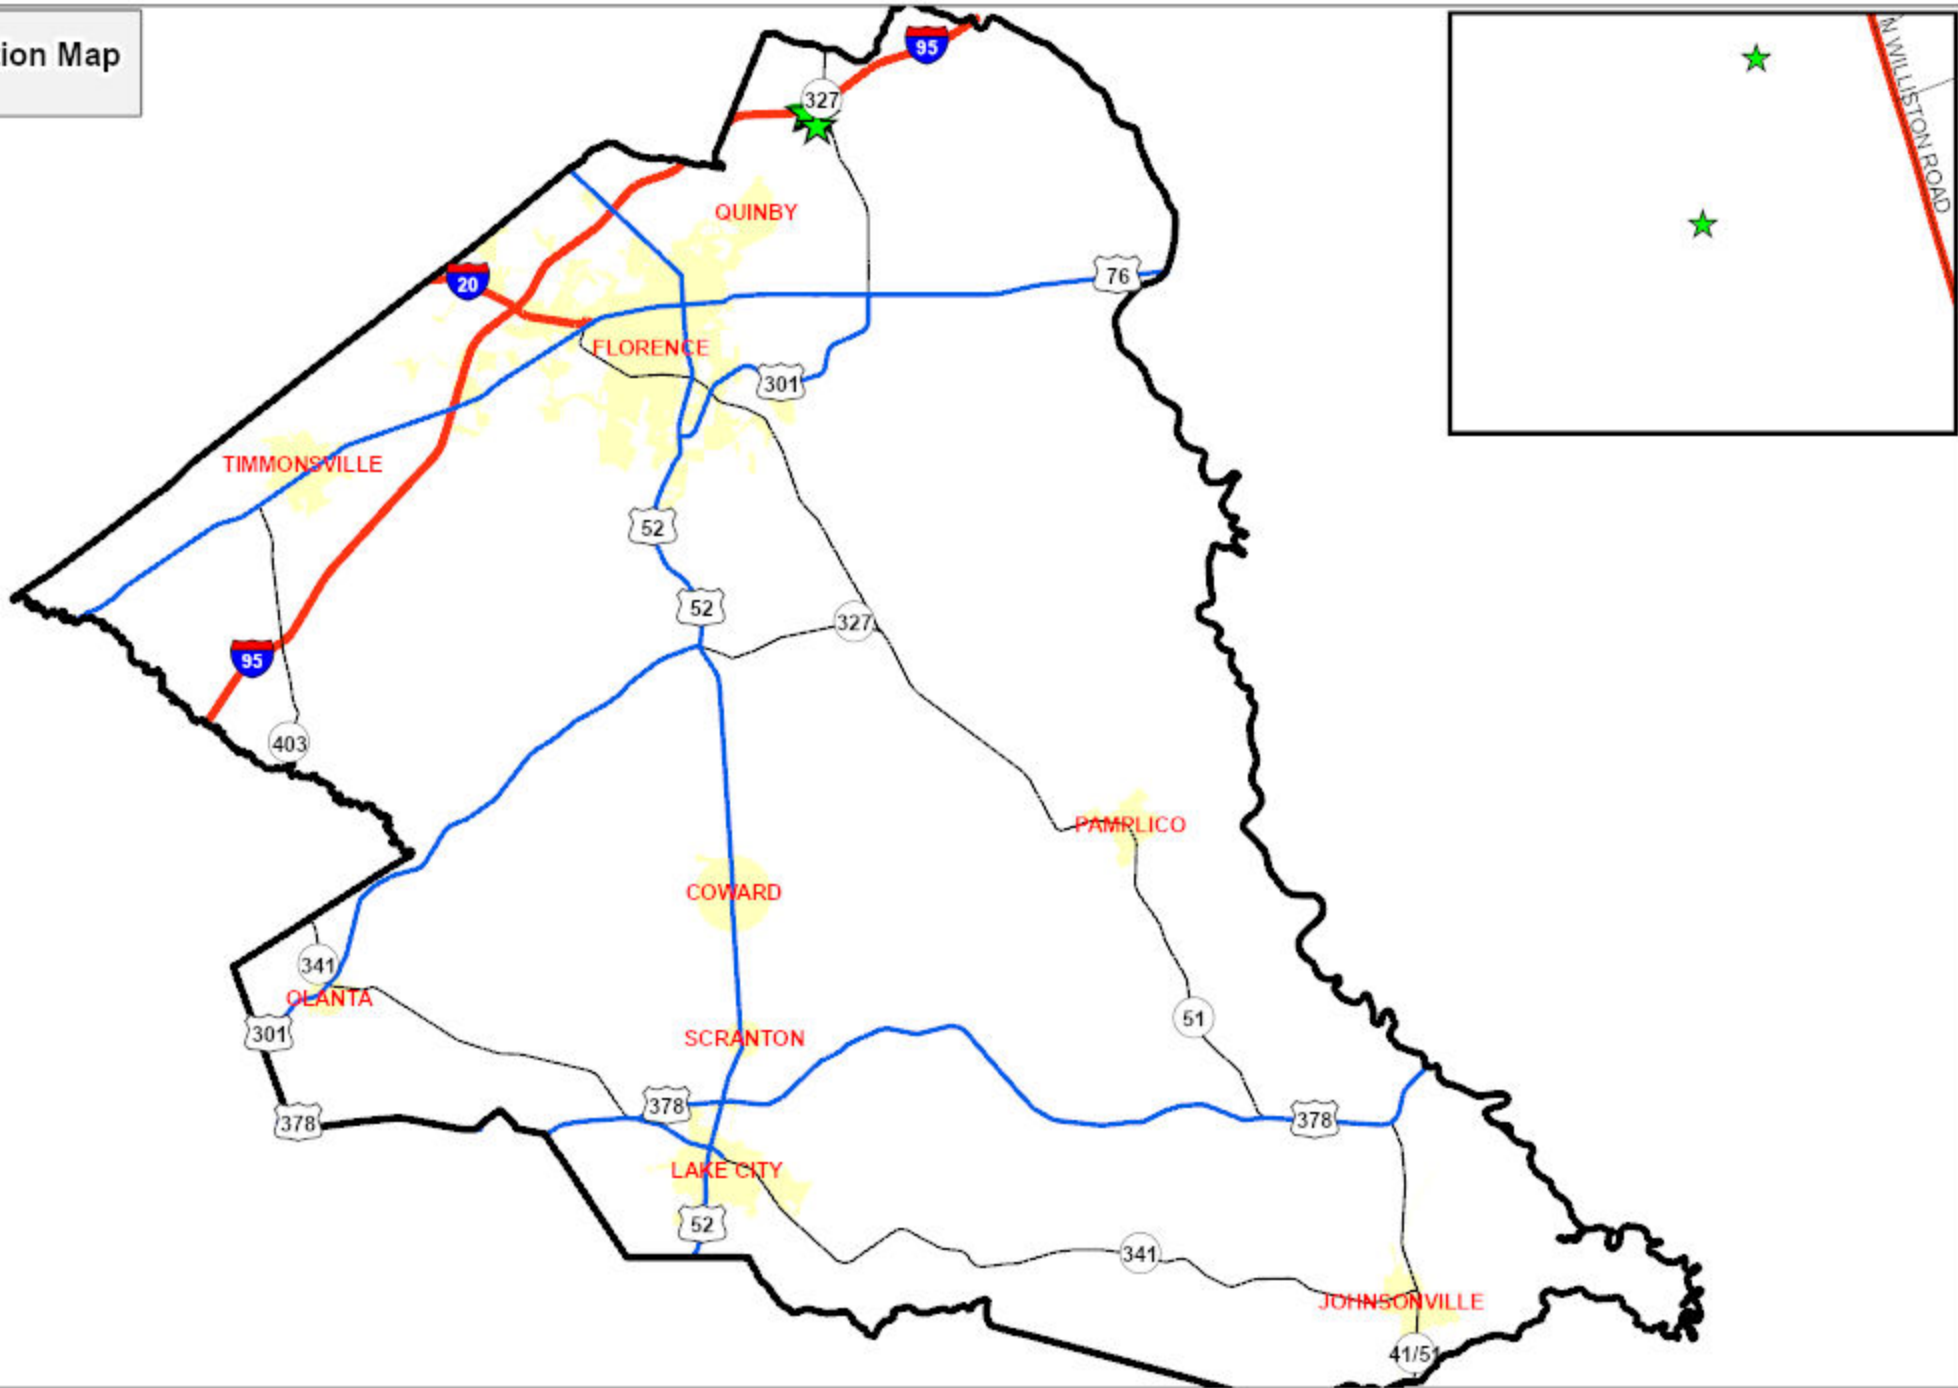 ion Map
95
327
N WILLISTON ROAD
QUINBY
76
20
FLORENCE
301
TIMMONSVILLE
52
52
327
95
403
PAMPLICO
COWARD
341
OLANTA
51
301
SCRANTON
378
378
378
LAKE CITY
52
341
JOHNSONVILLE
41/51